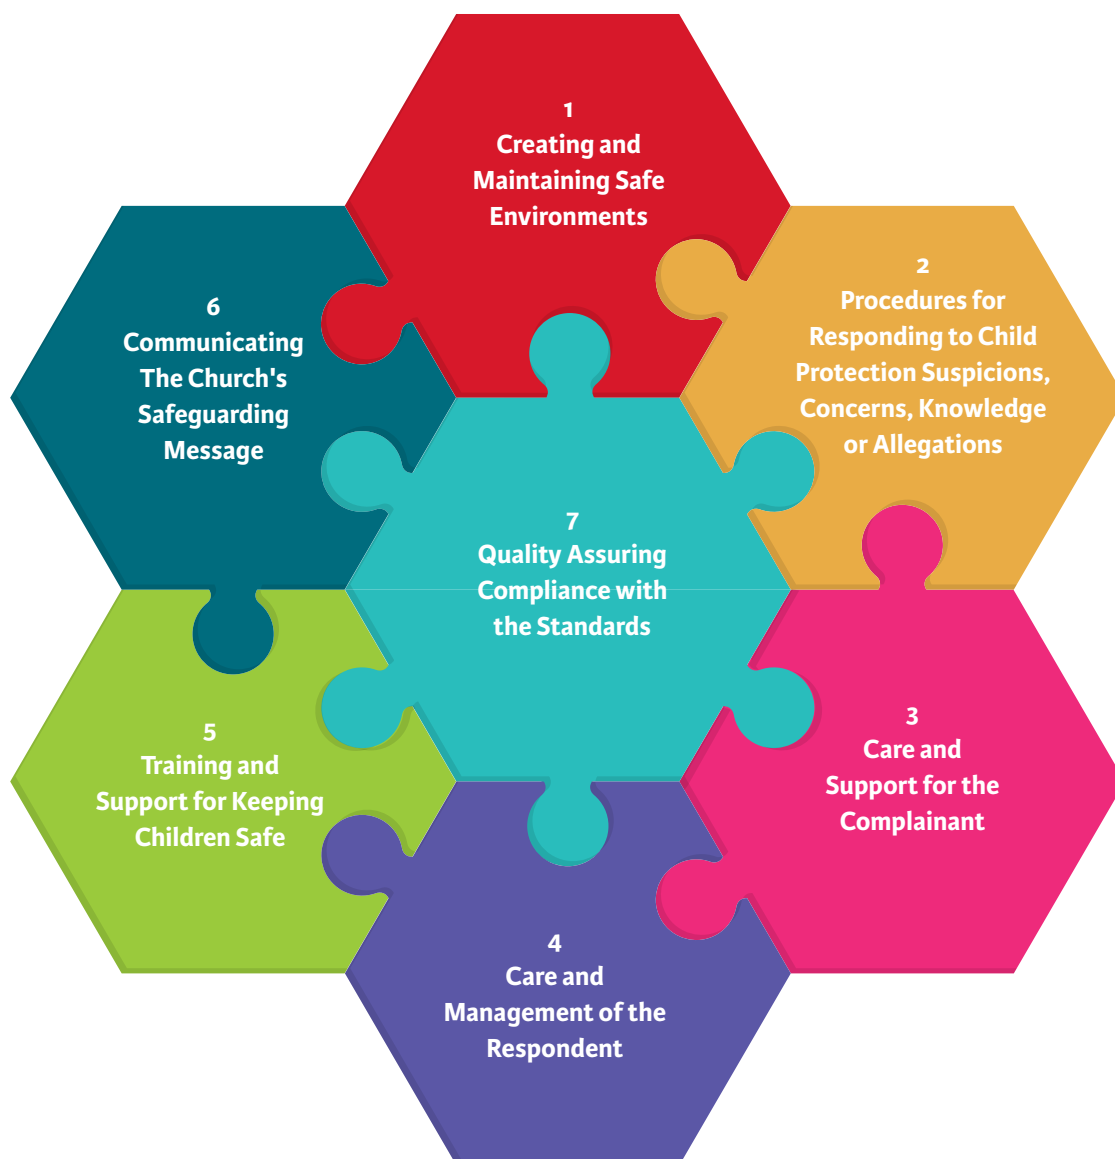 1
Creating and
Maintaining Safe
Environments
2
Procedures for
Responding to Child
Protection Suspicions,
Concerns, Knowledge
or Allegations
3
Care and
Support for the
Complainant
4
Care and
Management of the
Respondent
5
Training and
Support for Keeping
Children Safe
6
Communicating
The Church's
Safeguarding
Message
7
Quality Assuring
Compliance with
the Standards